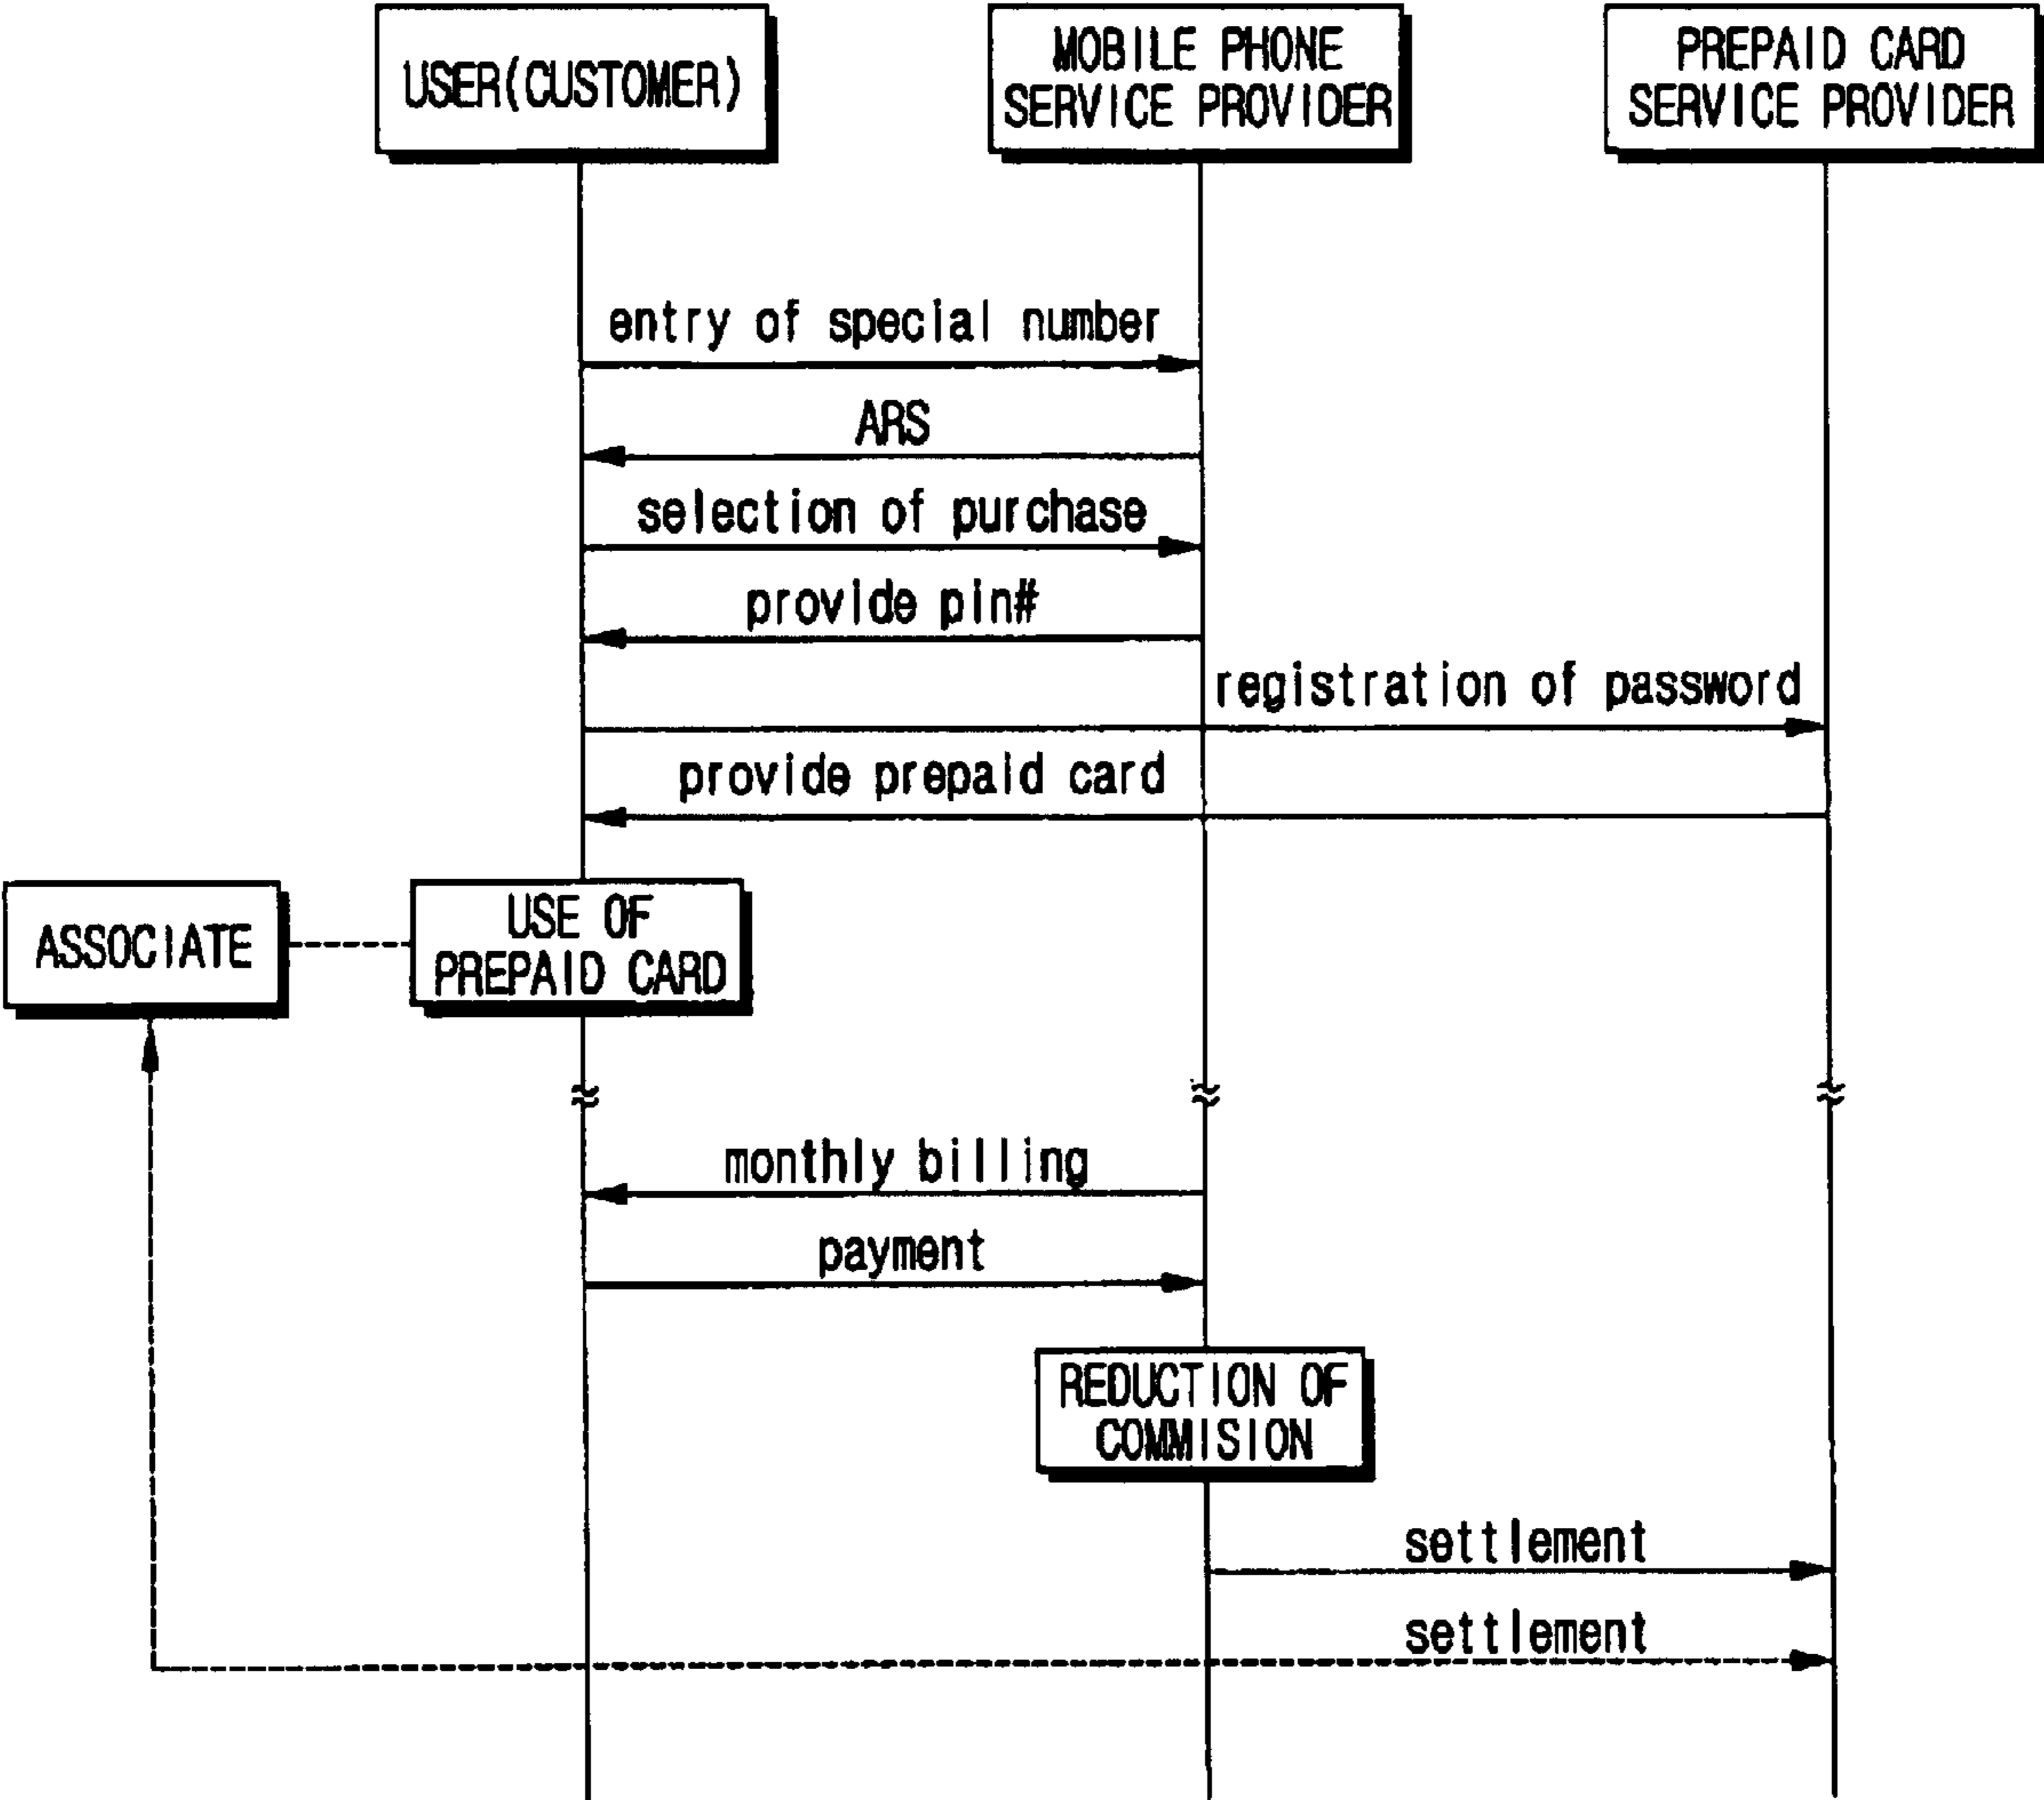 USER(CUSTOMER)
MOBILE PHONE
SERVICE PROVIDER
PREPAID CARD
SERVICE PROVIDER
entry of special number
ARS
selection of purchase
provide pin#
registration of password
provide prepaid card
ASSOCIATE
USE OF
PREPAID CARD
monthly billing
payment
REDUCTION OF
COMMISION
settlement
settlement